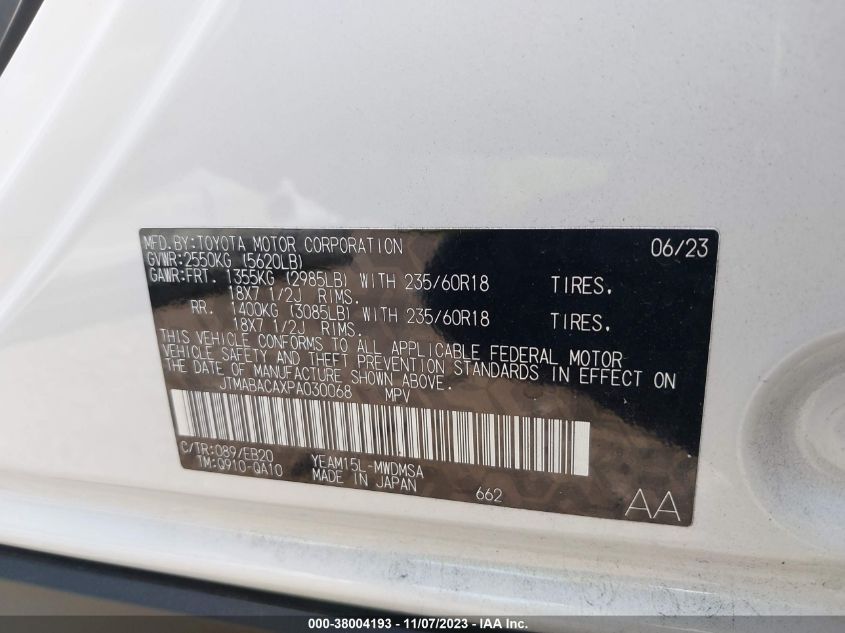 MFD.BY:TOYOTA MOTOR CORPORATION 06/23
GVWR:2550KG (5620LB)
GAWR:FRT. 1355KG (2985LB) WITH 235/60R18 TIRES,
18X7 1/2J RIMS.
RR. 1400KG (3085LB) WITH 235/60R18 TIRES,
18X7 1/2J RIMS.
THIS VEHICLE CONFORMS TO ALL APPLICABLE FEDERAL MOTOR
VEHICLE SAFETY AND THEFT PREVENTION STANDARDS IN EFFECT ON
THE DATE OF MANUFACTURE SHOWN ABOVE.
JTMABACAXPA030068 MPV
C/TR:089/EB20 YEAM15L-MWDMSA
TM:Q910-QA10 MADE IN JAPAN 662 AA
000-38004193 - 11/07/2023 - IAA Inc.